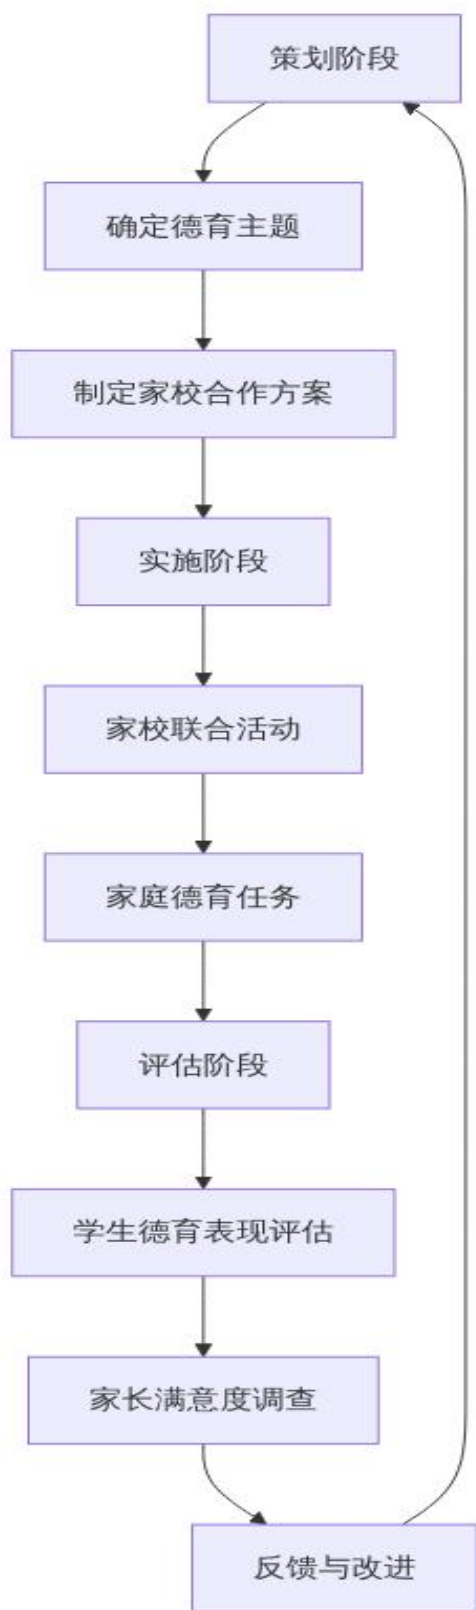 策划阶段
确定德育主题
制定家校合作方案
实施阶段
家校联合活动
家庭德育任务
评估阶段
学生德育表现评估
家长满意度调查
反馈与改进